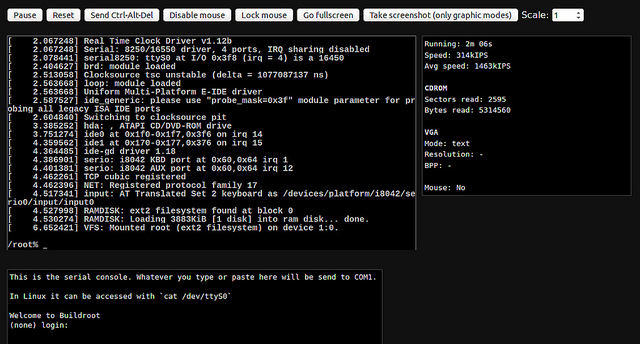 Pause Reset Send Ctrl-Alt-Del Disable mouse Lock mouse Go fullscreen Take screenshot (only graphic modes) Scale: 1
[    2.067248] Real Time Clock Driver v1.12b
[    2.067248] Serial: 8250/16550 driver, 4 ports, IRQ sharing disabled
[    2.078441] serial8250: ttyS0 at I/O 0x3f8 (irq = 4) is a 16450
[    2.404627] brd: module loaded
[    2.513058] Clocksource tsc unstable (delta = 1077087137 ns)
[    2.563668] loop: module loaded
[    2.563668] Uniform Multi-Platform E-IDE driver
[    2.587527] ide_generic: please use "probe_mask=0x3f" module parameter for pr
obing all legacy ISA IDE ports
[    2.604840] Switching to clocksource pit
[    3.385252] hda: , ATAPI CD/DVD-ROM drive
[    3.751274] ide0 at 0x1f0-0x1f7,0x3f6 on irq 14
[    4.359562] ide1 at 0x170-0x177,0x376 on irq 15
[    4.364485] ide-gd driver 1.18
[    4.386901] serio: i8042 KBD port at 0x60,0x64 irq 1
[    4.401381] serio: i8042 AUX port at 0x60,0x64 irq 12
[    4.462261] TCP cubic registered
[    4.462396] NET: Registered protocol family 17
[    4.517341] input: AT Translated Set 2 keyboard as /devices/platform/i8042/se
rio0/input/input0
[    4.527998] RAMDISK: ext2 filesystem found at block 0
[    4.530274] RAMDISK: Loading 3883KiB [1 disk] into ram disk... done.
[    6.652421] VFS: Mounted root (ext2 filesystem) on device 1:0.
/root% _
Running: 2m 06s
Speed: 314kIPS
Avg speed: 1463kIPS
CDROM
Sectors read: 2595
Bytes read: 5314560
VGA
Mode: text
Resolution: -
BPP: -
Mouse: No
This is the serial console. Whatever you type or paste here will be send to COM1.
In Linux it can be accessed with `cat /dev/ttyS0`
Welcome to Buildroot
(none) login: